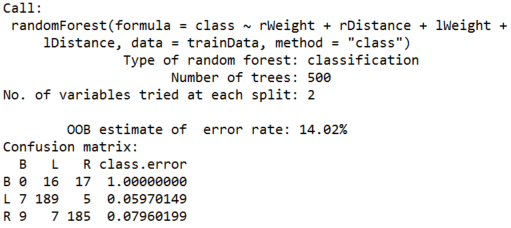 Call:
randomForest(formula = class ~ rWeight + rDistance + lWeight +
lDistance, data = trainData, method = "class")
Type of random forest: classification
Number of trees: 500
No. of variables tried at each split: 2
OOB estimate of  error rate: 14.02%
Confusion matrix:
B L R class.error
B 0 16 17 1.00000000
L 7 189 5 0.05970149
R 9 7 185 0.07960199